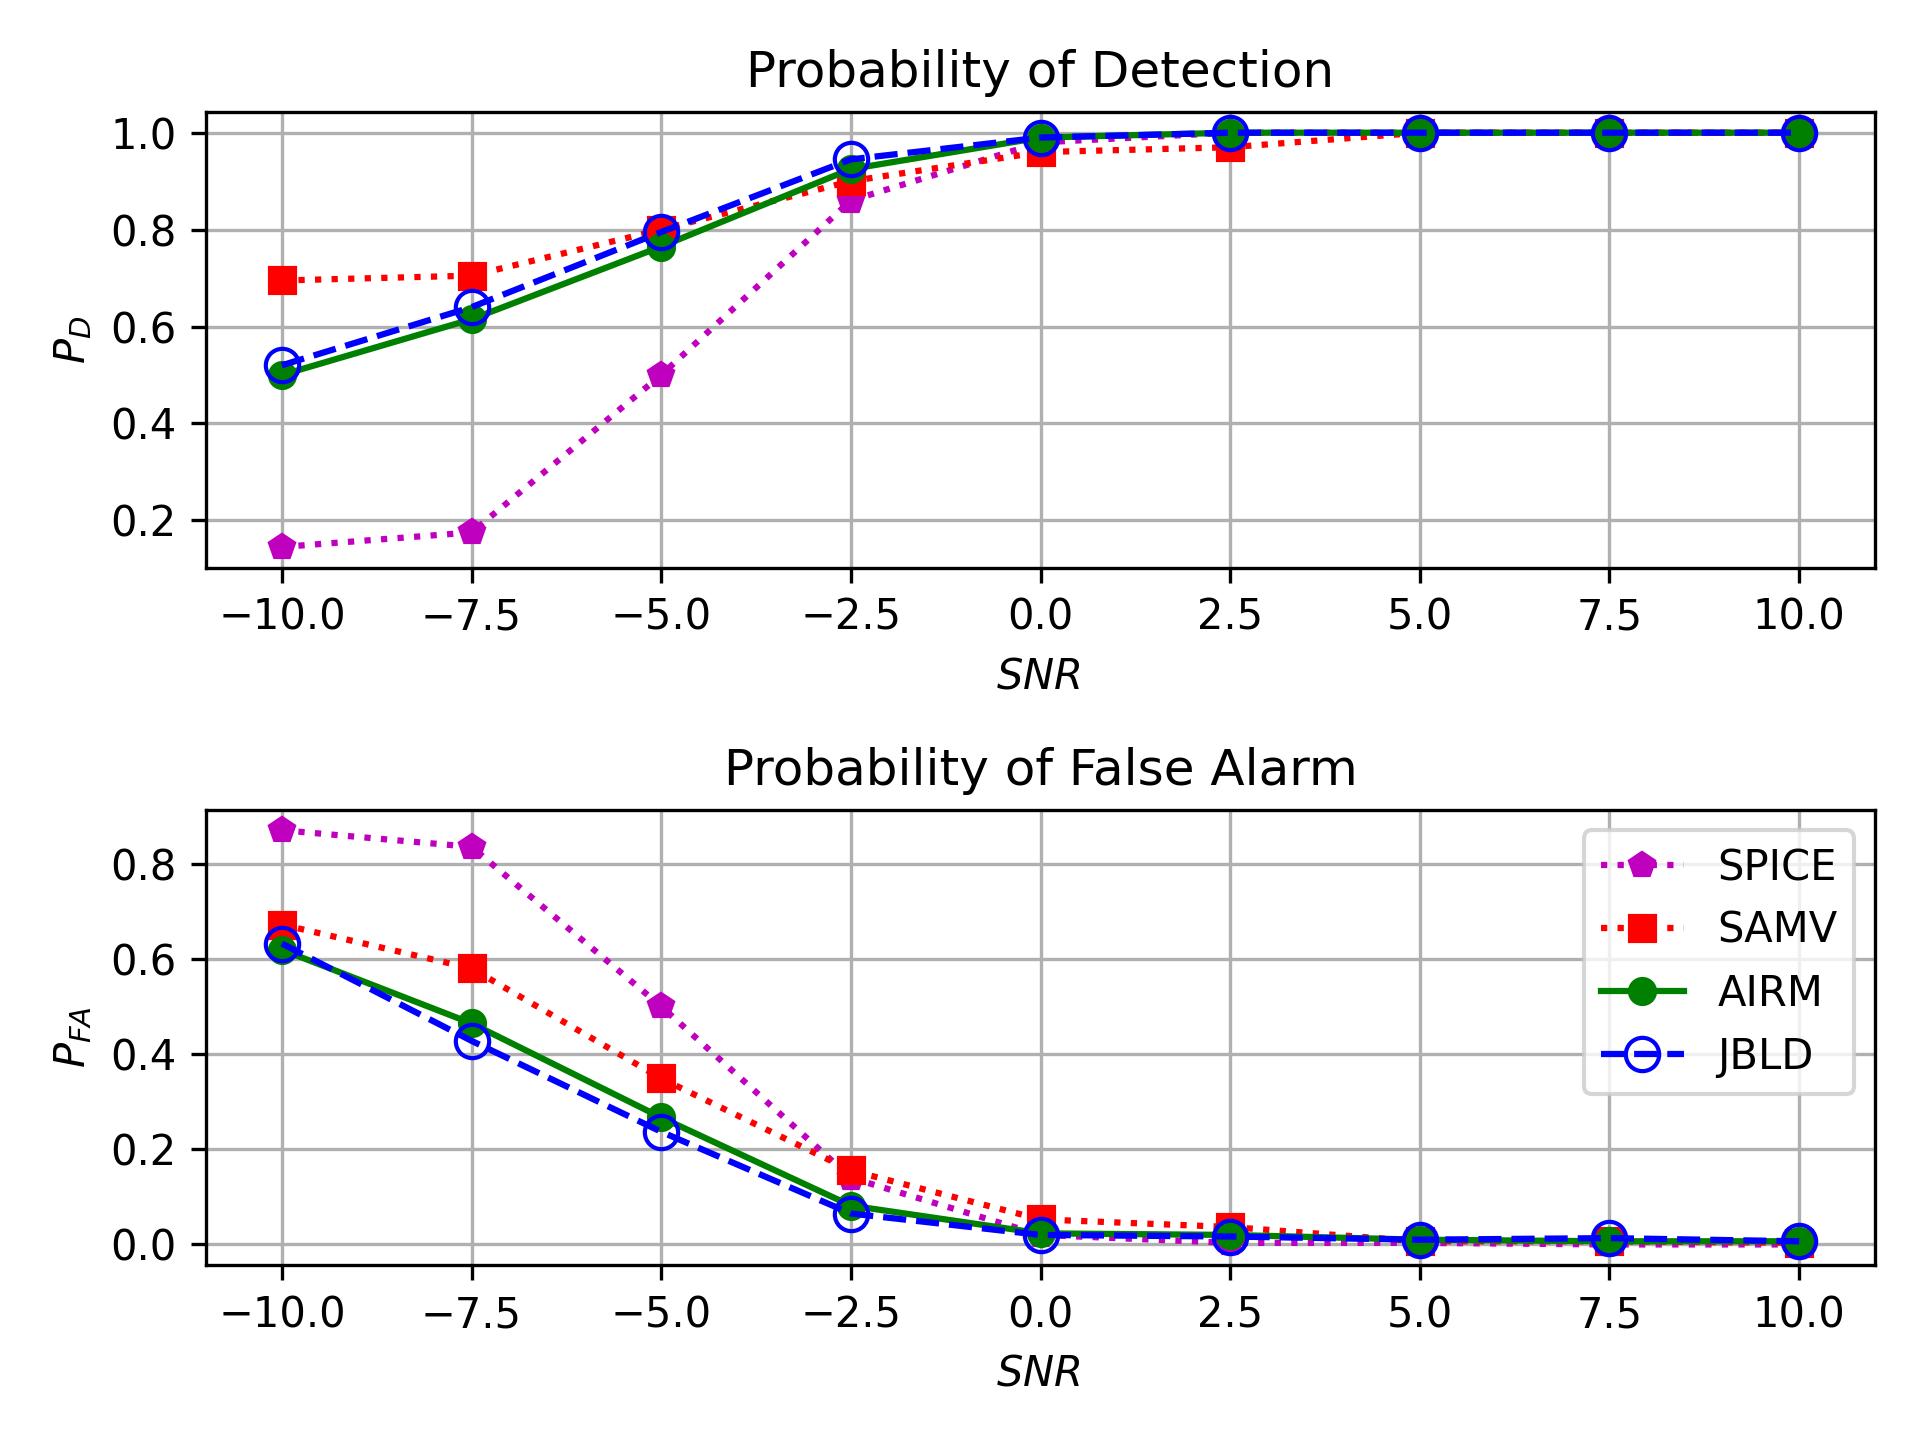 Probability of Detection
1.0
0.8
0.6
0.4
0.2
P_D
−10.0 −7.5 −5.0 −2.5 0.0 2.5 5.0 7.5 10.0
SNR
Probability of False Alarm
0.8
0.6
0.4
0.2
0.0
P_FA
SPICE
SAMV
AIRM
JBLD
−10.0 −7.5 −5.0 −2.5 0.0 2.5 5.0 7.5 10.0
SNR